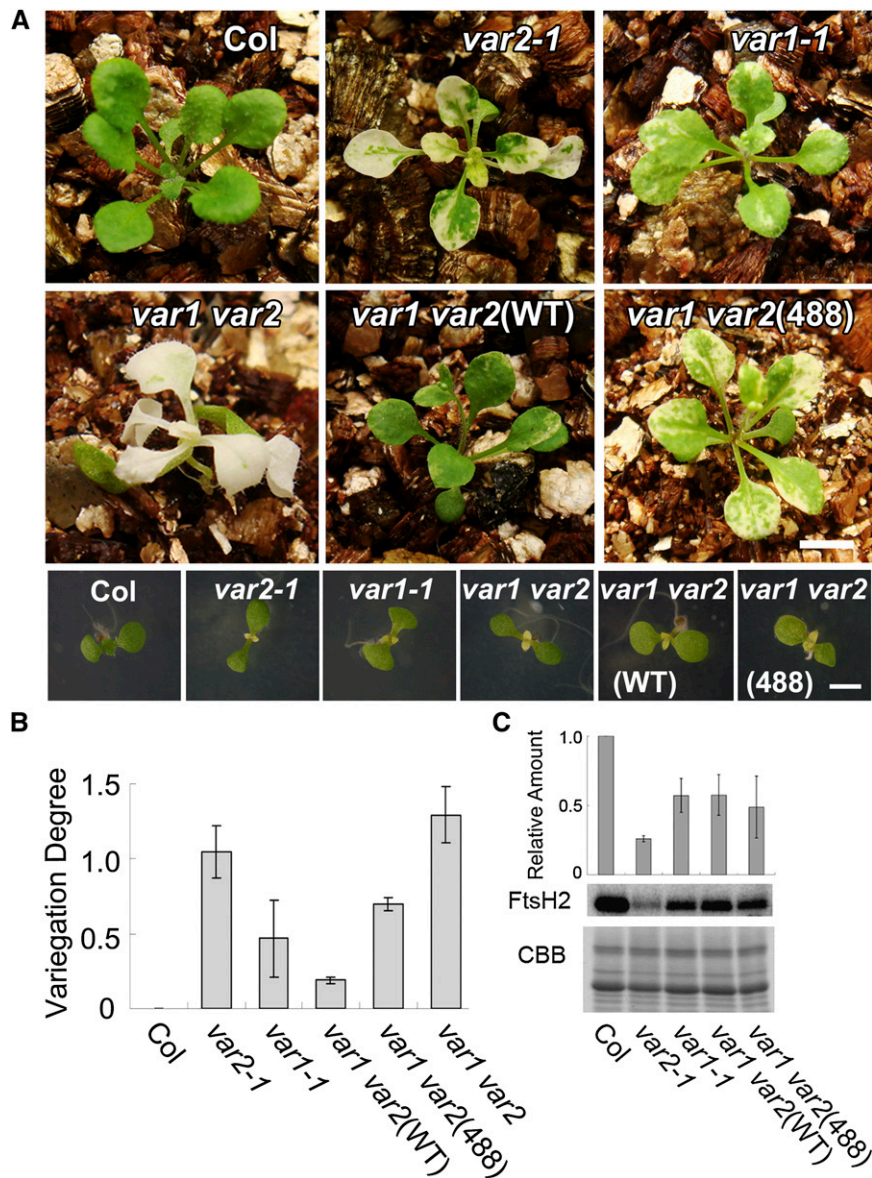 A
Col
var2-1
var1-1
var1 var2
var1 var2(WT)
var1 var2(488)
Col
var2-1
var1-1
var1 var2
var1 var2
(WT)
var1 var2
(488)
B
Variegation Degree
1.5
1.0
0.5
0
Col
var2-1
var1-1
var1 var2(WT)
var1 var2(488)
var1 var2
C
Relative Amount
1.0
0.5
0
FtsH2
CBB
Col
var2-1
var1-1
var1 var2(WT)
var1 var2(488)